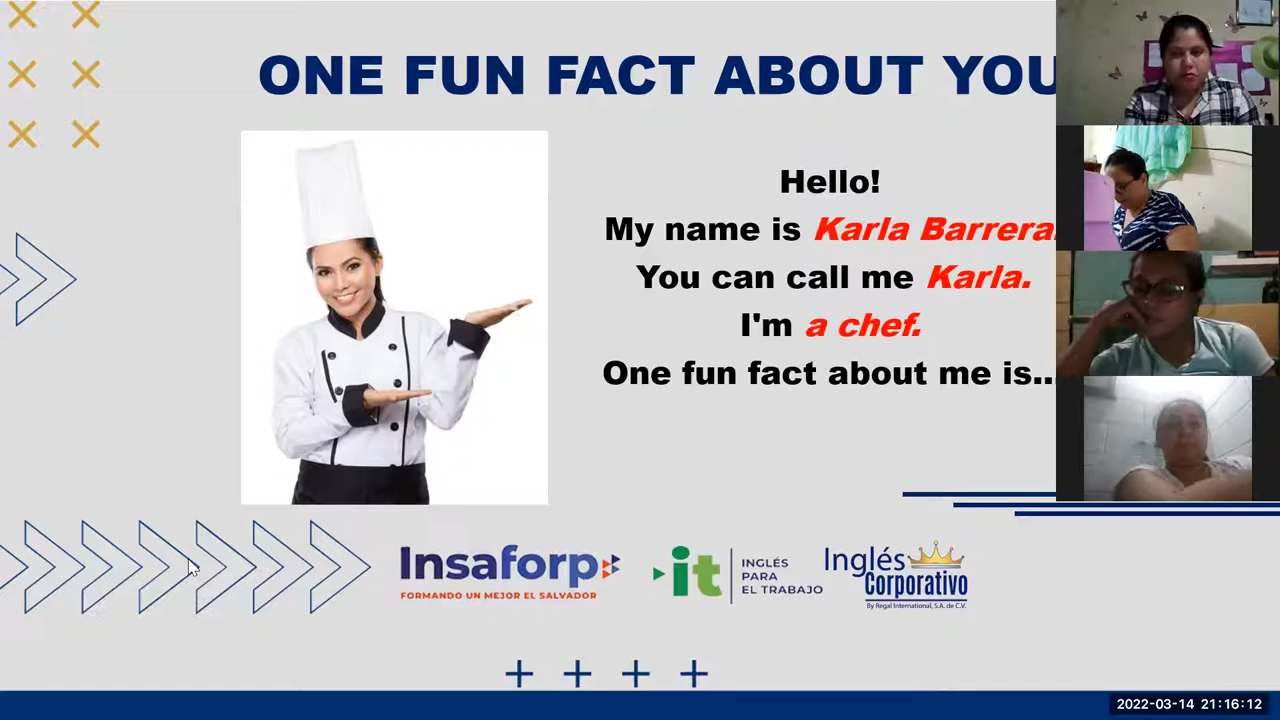 ONE FUN FACT ABOUT YOU
Hello!
My name is Karla Barrera.
You can call me Karla.
I'm a chef.
One fun fact about me is...
Insaforp
FORMANDO UN MEJOR EL SALVADOR
it
INGLÉS
PARA
EL TRABAJO
Inglés
Corporativo
By Regal International, S.A. de C.V.
2022-03-14 21:16:12